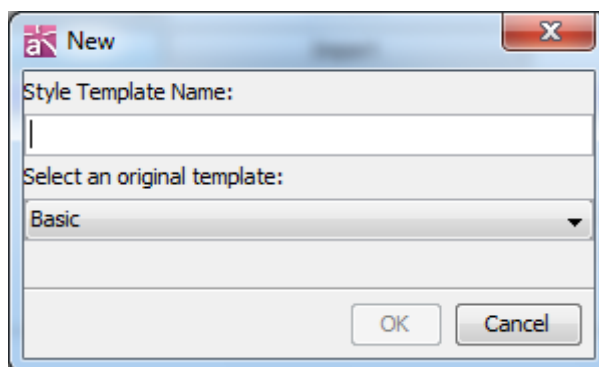 New
Style Template Name:
Select an original template:
Basic
OK
Cancel